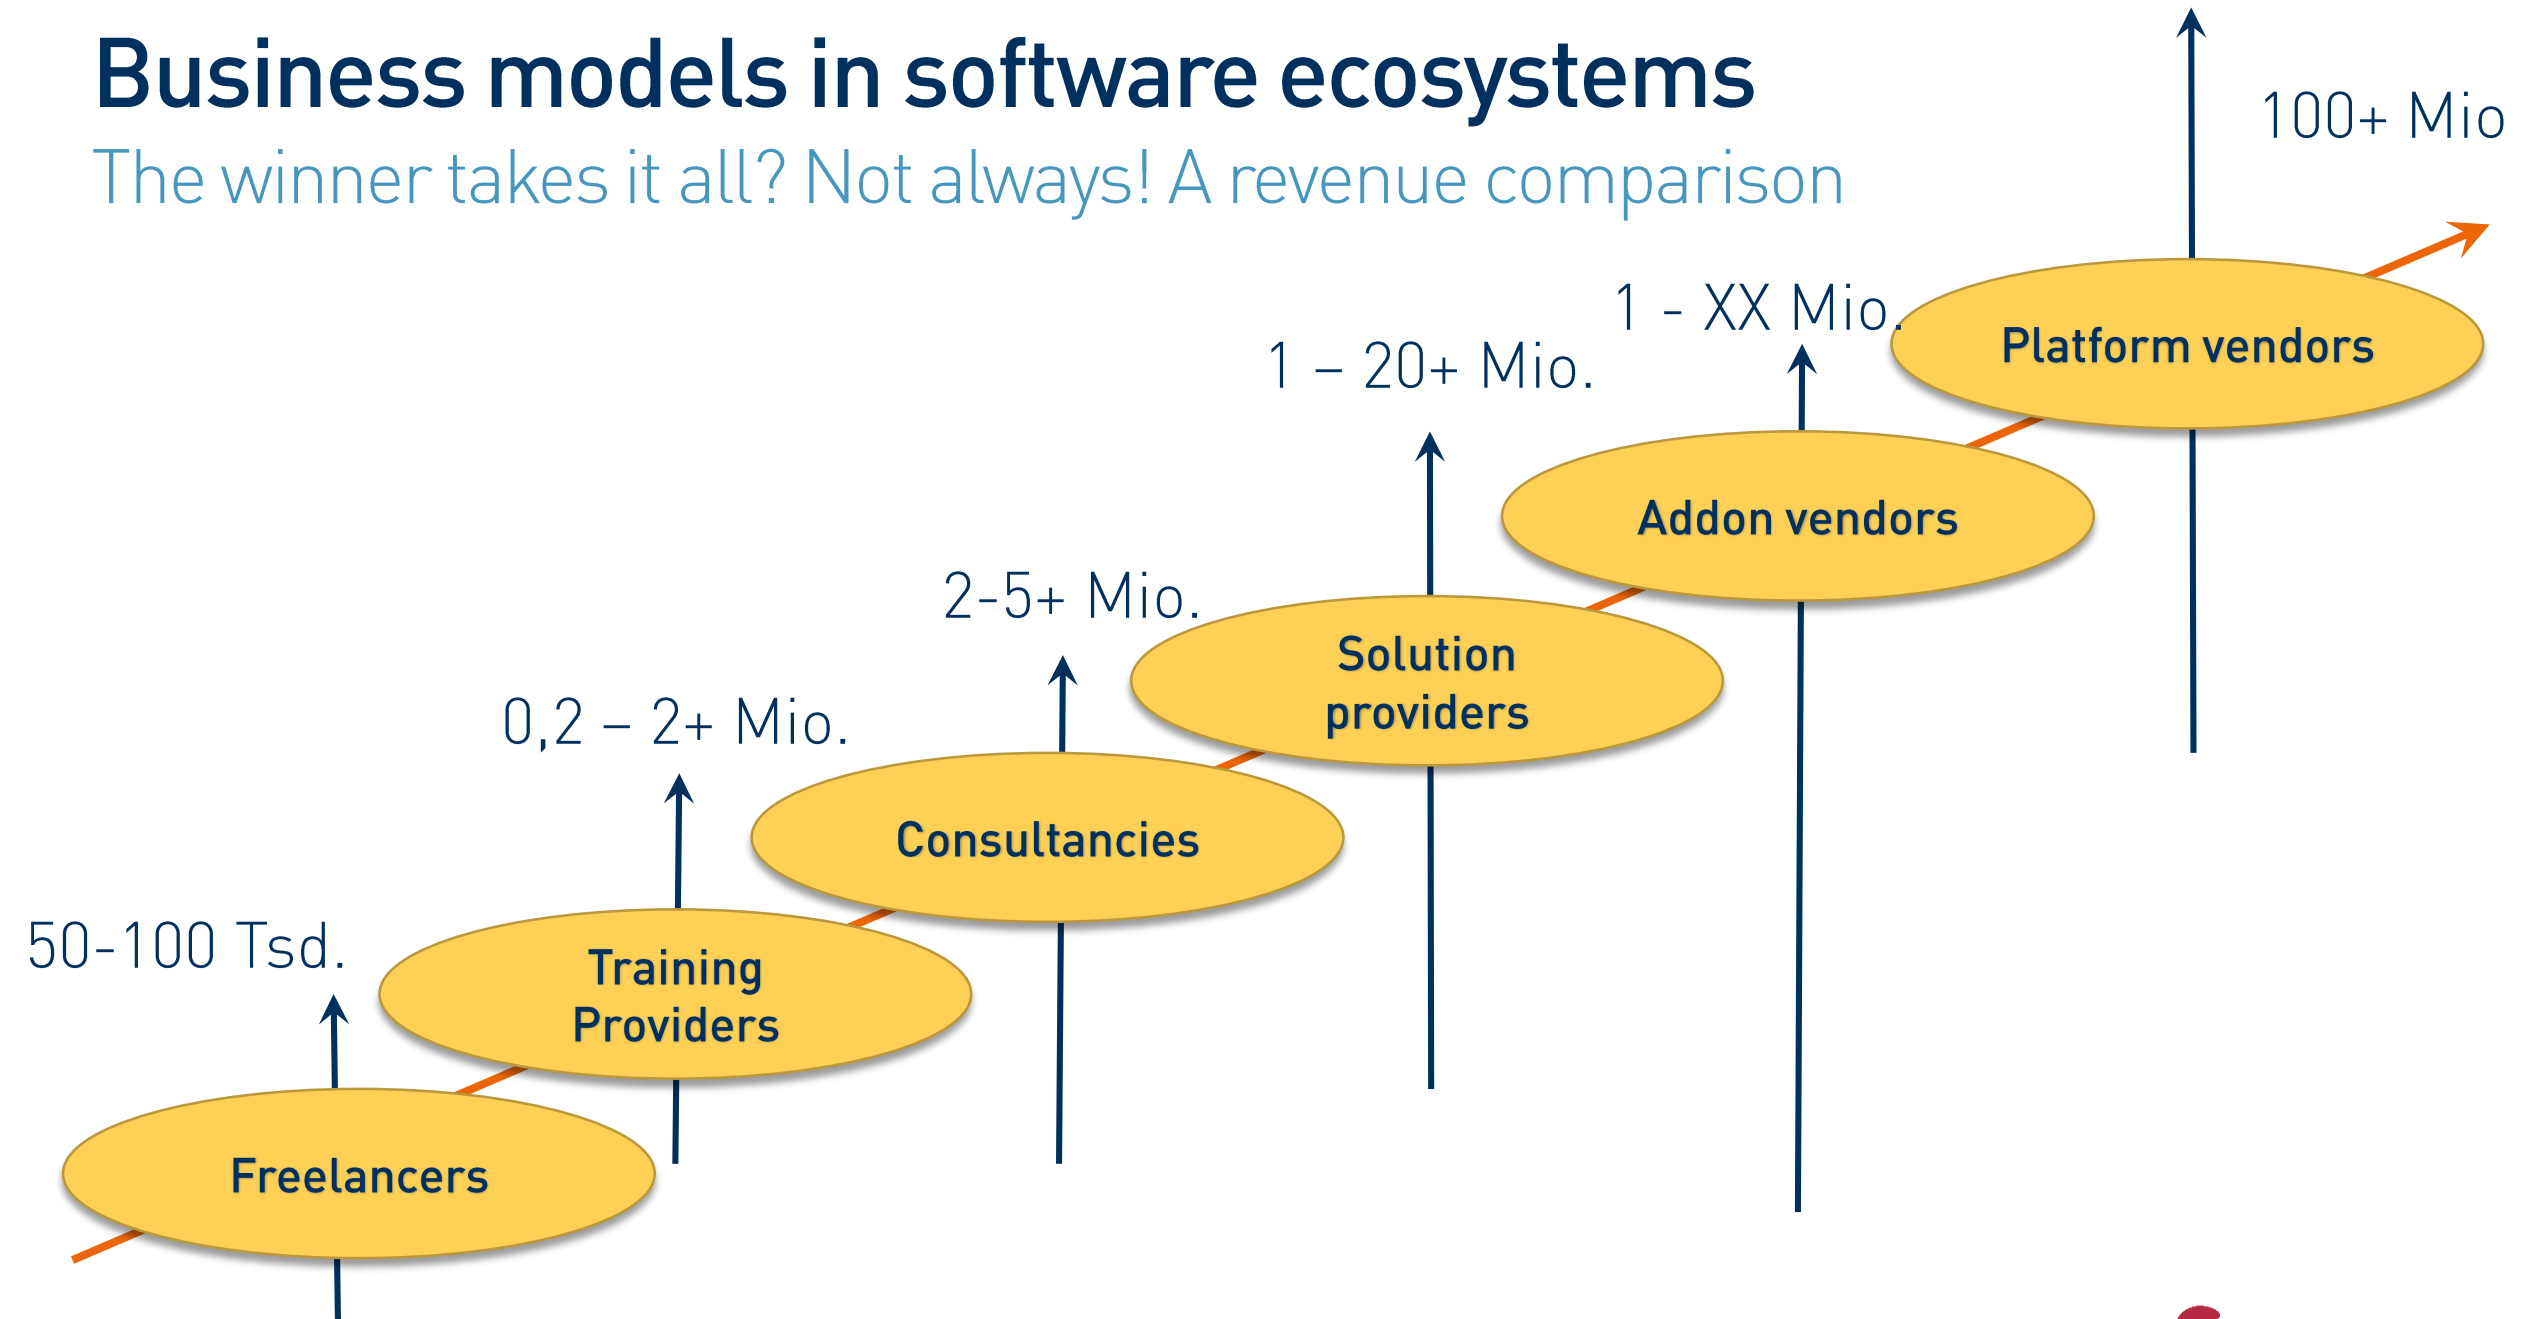 Business models in software ecosystems
The winner takes it all? Not always! A revenue comparison
100+ Mio
Platform vendors
1 - XX Mio.
Addon vendors
1 – 20+ Mio.
Solution
providers
2-5+ Mio.
Consultancies
0,2 – 2+ Mio.
Training
Providers
50-100 Tsd.
Freelancers